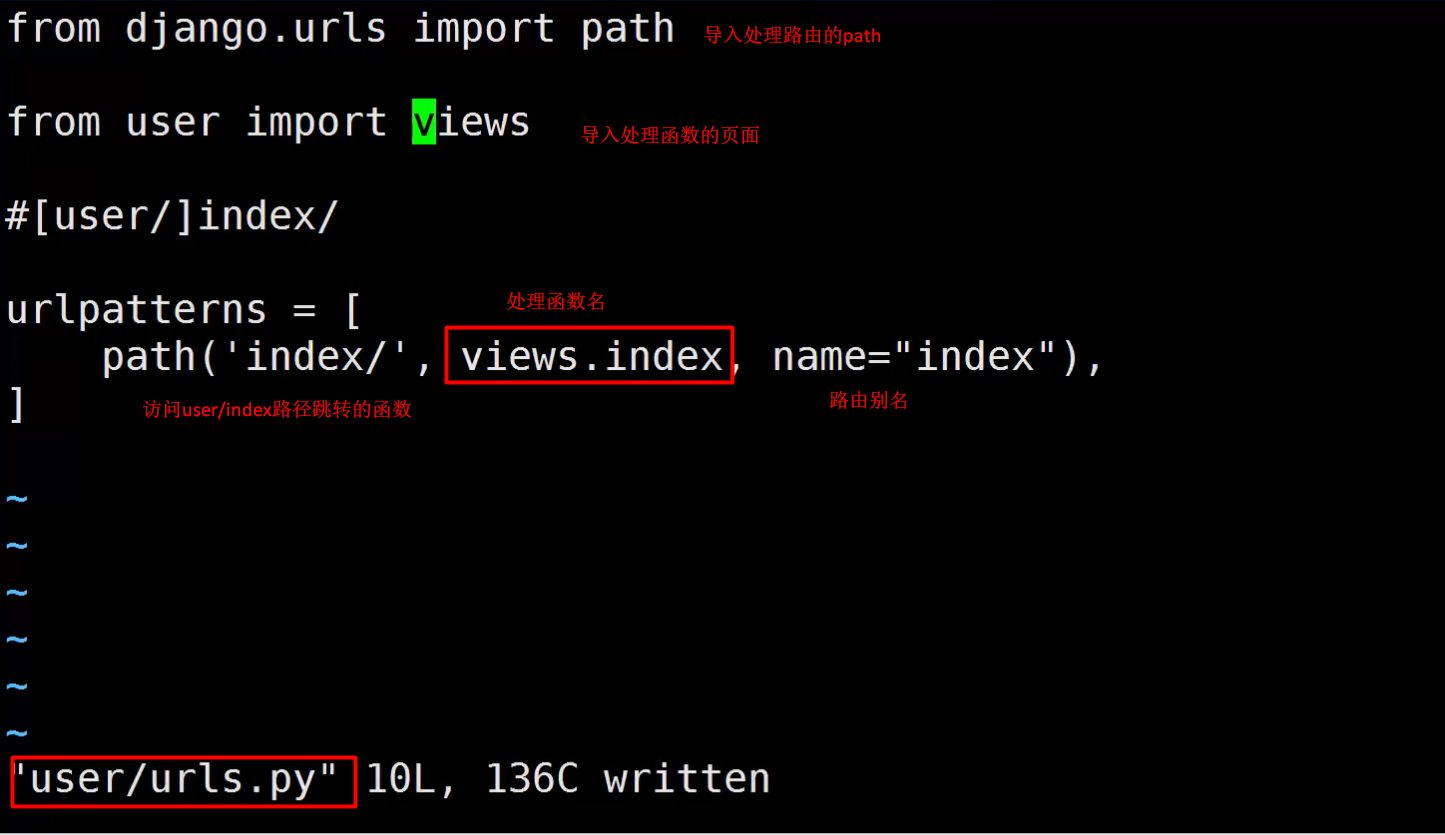 from django.urls import path 导入处理路由的path
from user import views 导入处理函数的页面
#[user/]index/
处理函数名
urlpatterns = [
path('index/', views.index, name="index"),
] 访问user/index路径跳转的函数 路由别名
~
~
~
~
~
~
"user/urls.py" 10L, 136C written